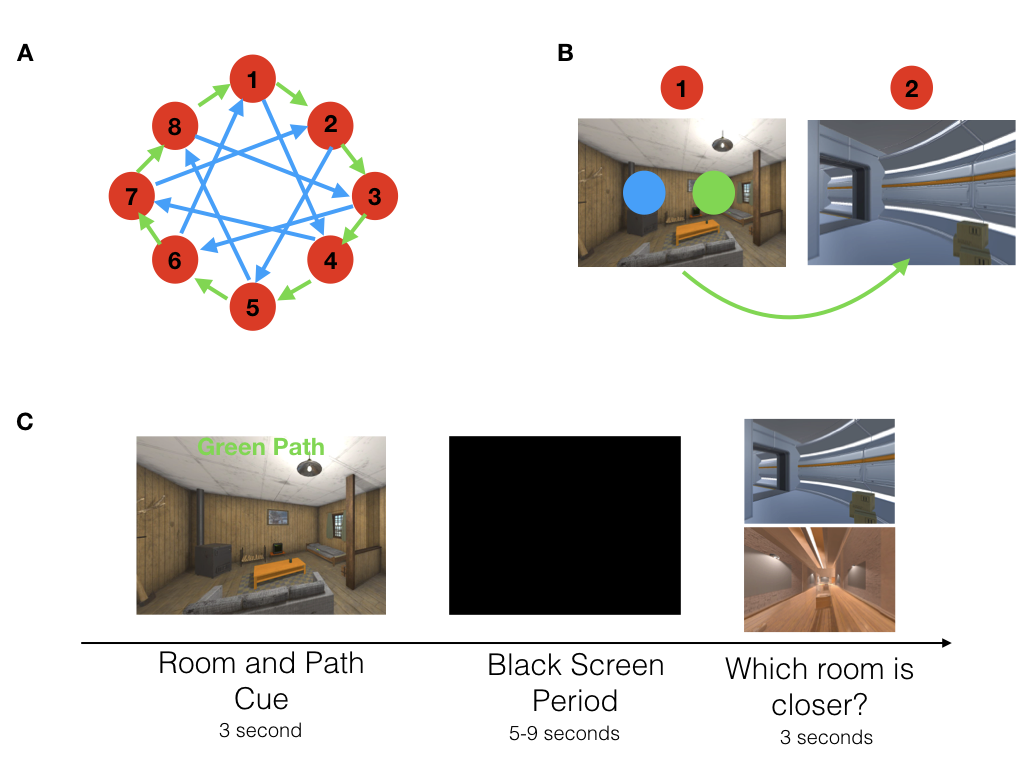 A
1
2
3
4
5
6
7
8
B
1
2
C
Green Path
Room and Path
Cue
3 second
Black Screen
Period
5-9 seconds
Which room is
closer?
3 seconds